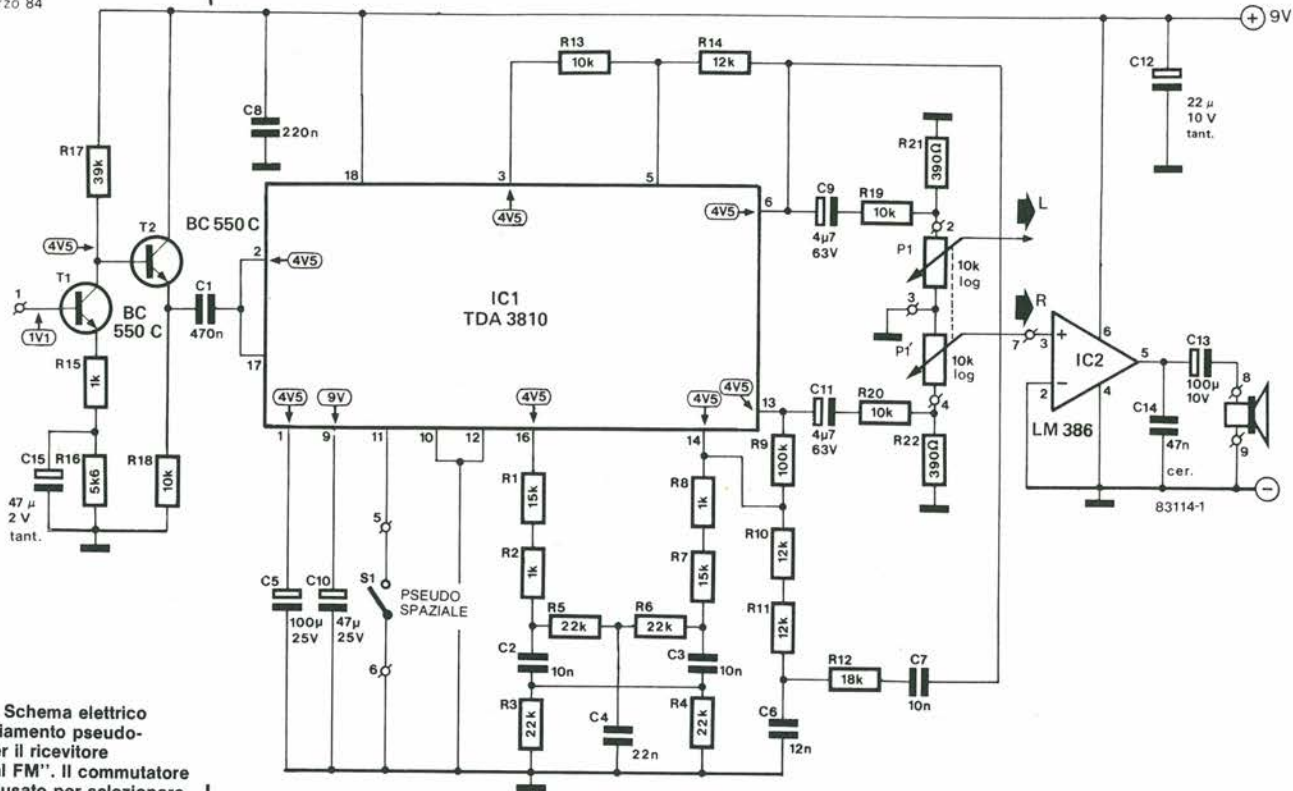 rzo 84
9V
R13
10k
R14
12k
C12
22 µ
10 V
tant.
C8
220n
R17
39k
R21
390Ω
18
3
5
4V5
6
4V5
C9
4µ7
63V
R19
10k
2
L
4V5
T2
BC 550 C
2
4V5
P1
10k
log
T1
1
1V1
BC
550 C
C1
470n
IC1
TDA 3810
3
R
17
P1'
10k
log
7
3
+
6
IC2
5
C13
100µ
10V
8
R15
1k
4V5
9V
4V5
4V5
4V5
13
C11
4µ7
63V
R20
10k
4
2
−
4
LM 386
C14
47n
cer.
9
1
9
11
10
12
16
14
R9
100k
R22
390Ω
C15
47 µ
2 V
tant.
R16
5k6
R18
10k
R1
15k
R8
1k
83114-1
−
5
R2
1k
R7
15k
R10
12k
C5
100µ
25V
C10
47µ
25V
S1
PSEUDO
SPAZIALE
R5
22k
R6
22k
R11
12k
6
C2
10n
C3
10n
R12
18k
C7
10n
R3
22k
C4
22n
R4
22k
C6
12n
Schema elettrico
iamento pseudo-
er il ricevitore
l FM". Il commutatore
usato per selezionare